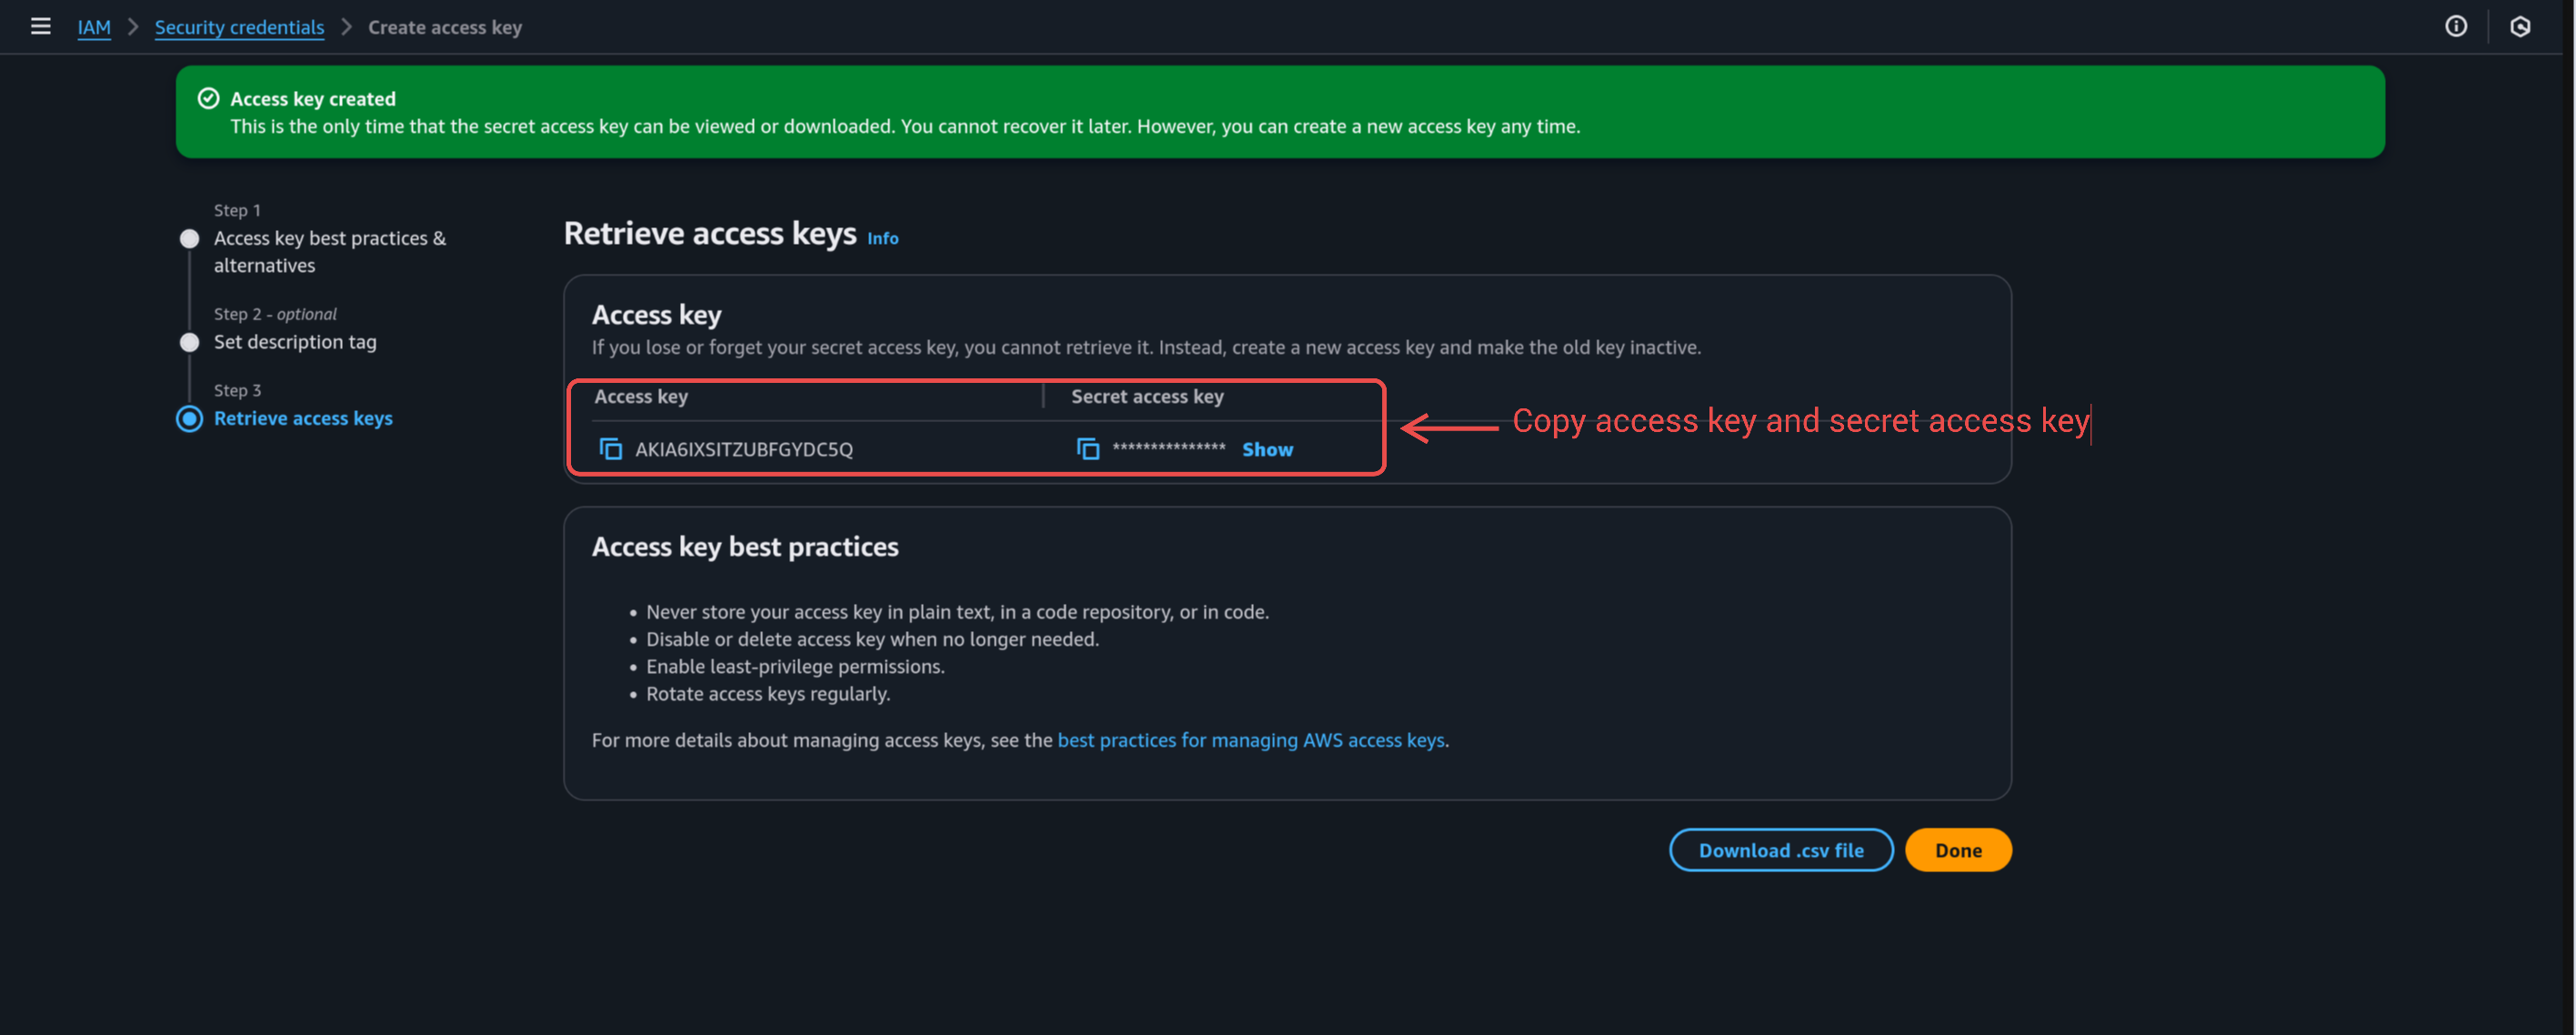 IAM > Security credentials > Create access key
Access key created
This is the only time that the secret access key can be viewed or downloaded. You cannot recover it later. However, you can create a new access key any time.
Step 1
Access key best practices &
alternatives
Step 2 - optional
Set description tag
Step 3
Retrieve access keys
Retrieve access keys Info
Access key
If you lose or forget your secret access key, you cannot retrieve it. Instead, create a new access key and make the old key inactive.
Access key Secret access key
AKIA6IXSITZUBFGYDC5Q *************** Show
Copy access key and secret access key
Access key best practices
• Never store your access key in plain text, in a code repository, or in code.
• Disable or delete access key when no longer needed.
• Enable least-privilege permissions.
• Rotate access keys regularly.
For more details about managing access keys, see the best practices for managing AWS access keys.
Download .csv file Done